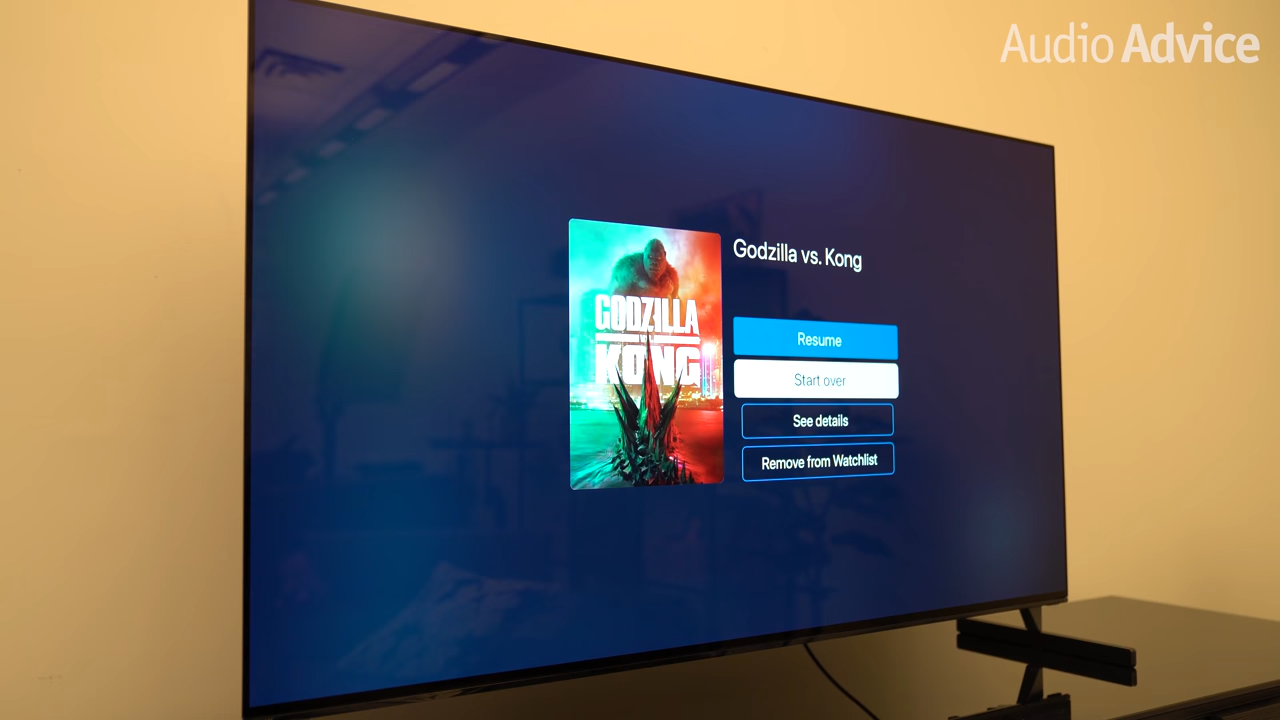 Audio Advice
Godzilla vs. Kong
GODZILLA
KONG
Resume
Start over
See details
Remove from Watchlist